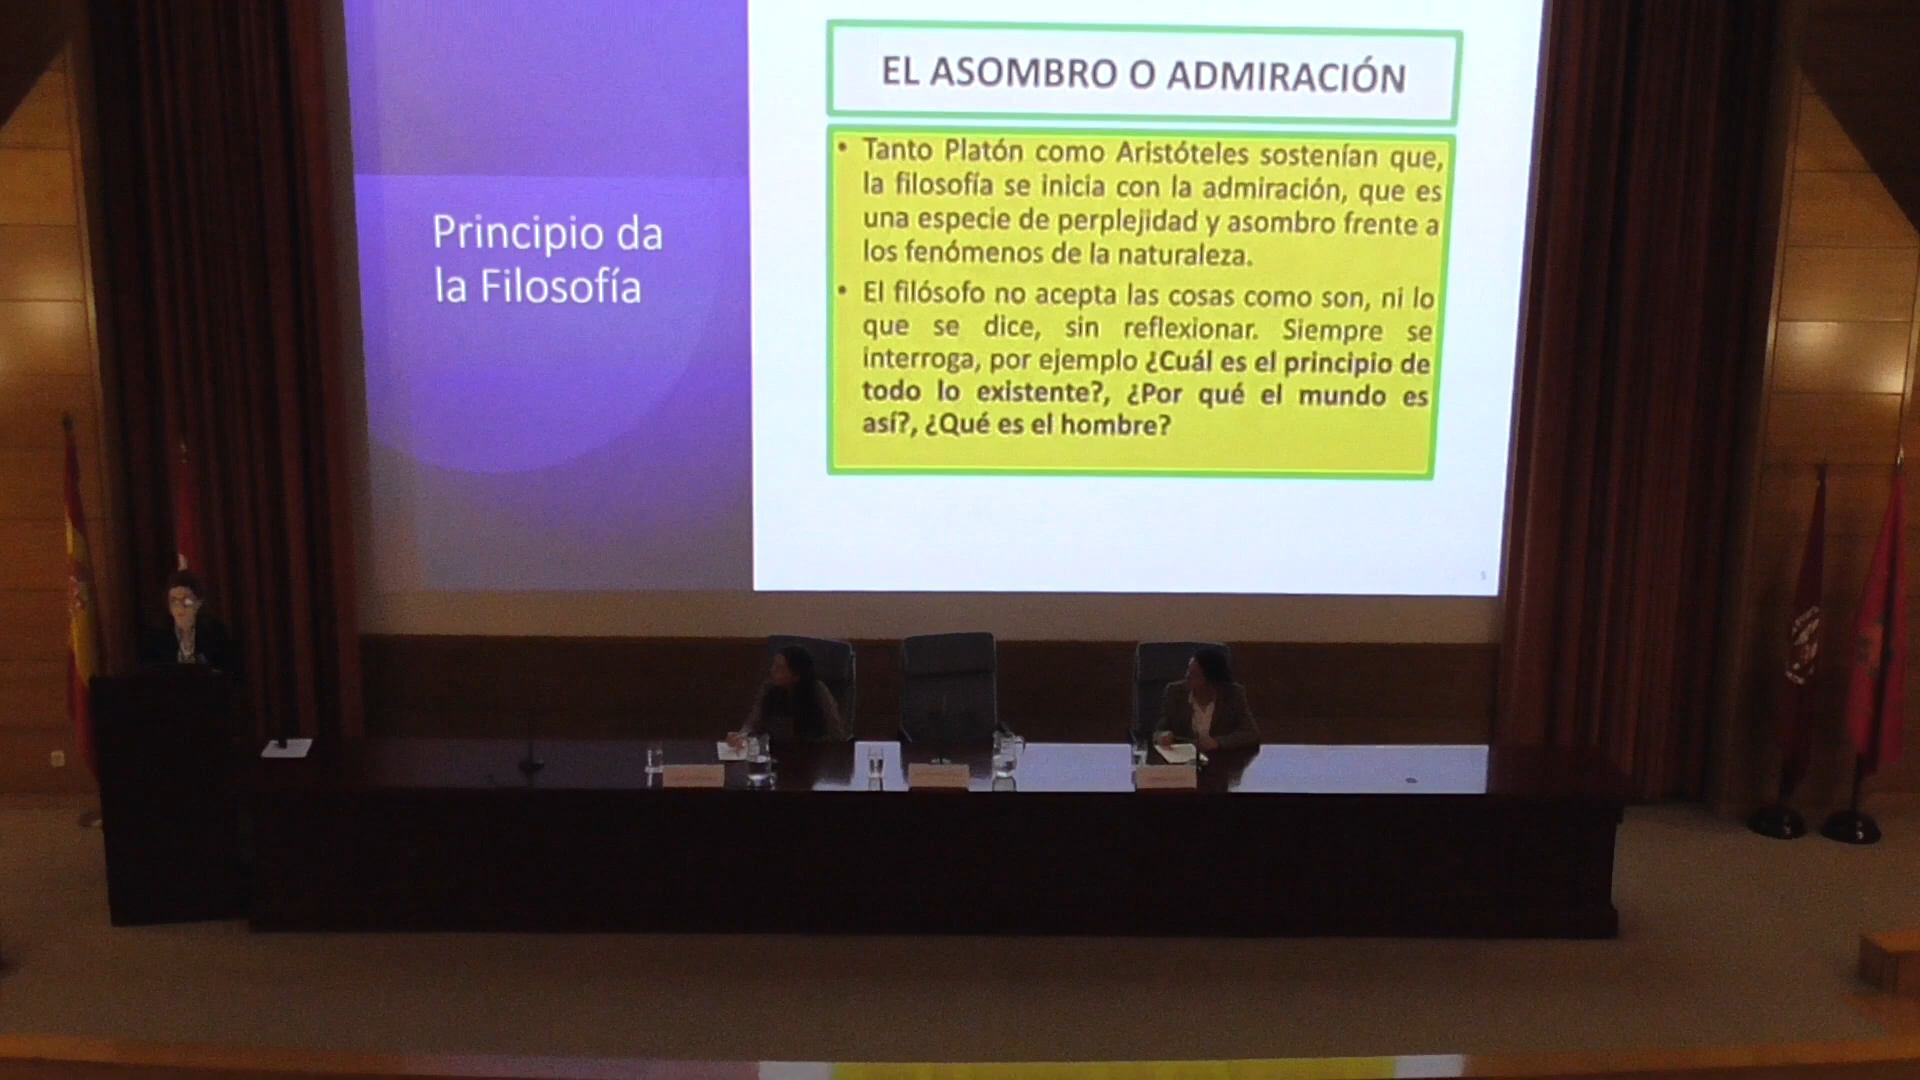 Principio da
la Filosofía
EL ASOMBRO O ADMIRACIÓN
• Tanto Platón como Aristóteles sostenían que,
la filosofía se inicia con la admiración, que es
una especie de perplejidad y asombro frente a
los fenómenos de la naturaleza.
• El filósofo no acepta las cosas como son, ni lo
que se dice, sin reflexionar. Siempre se
interroga, por ejemplo ¿Cuál es el principio de
todo lo existente?, ¿Por qué el mundo es
así?, ¿Qué es el hombre?